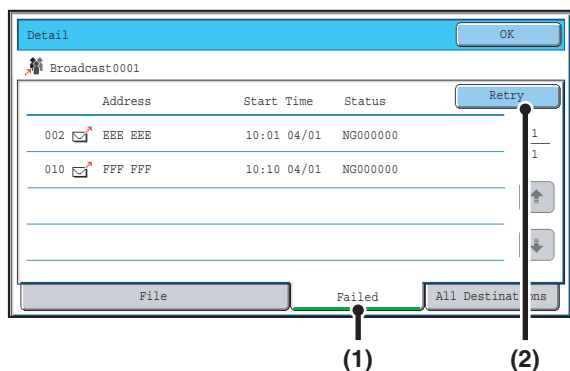 Detail OK
Broadcast0001
Address Start Time Status Retry
002 EEE EEE 10:01 04/01 NG000000 1
1
010 FFF FFF 10:10 04/01 NG000000
File Failed All Destinations
(1) (2)